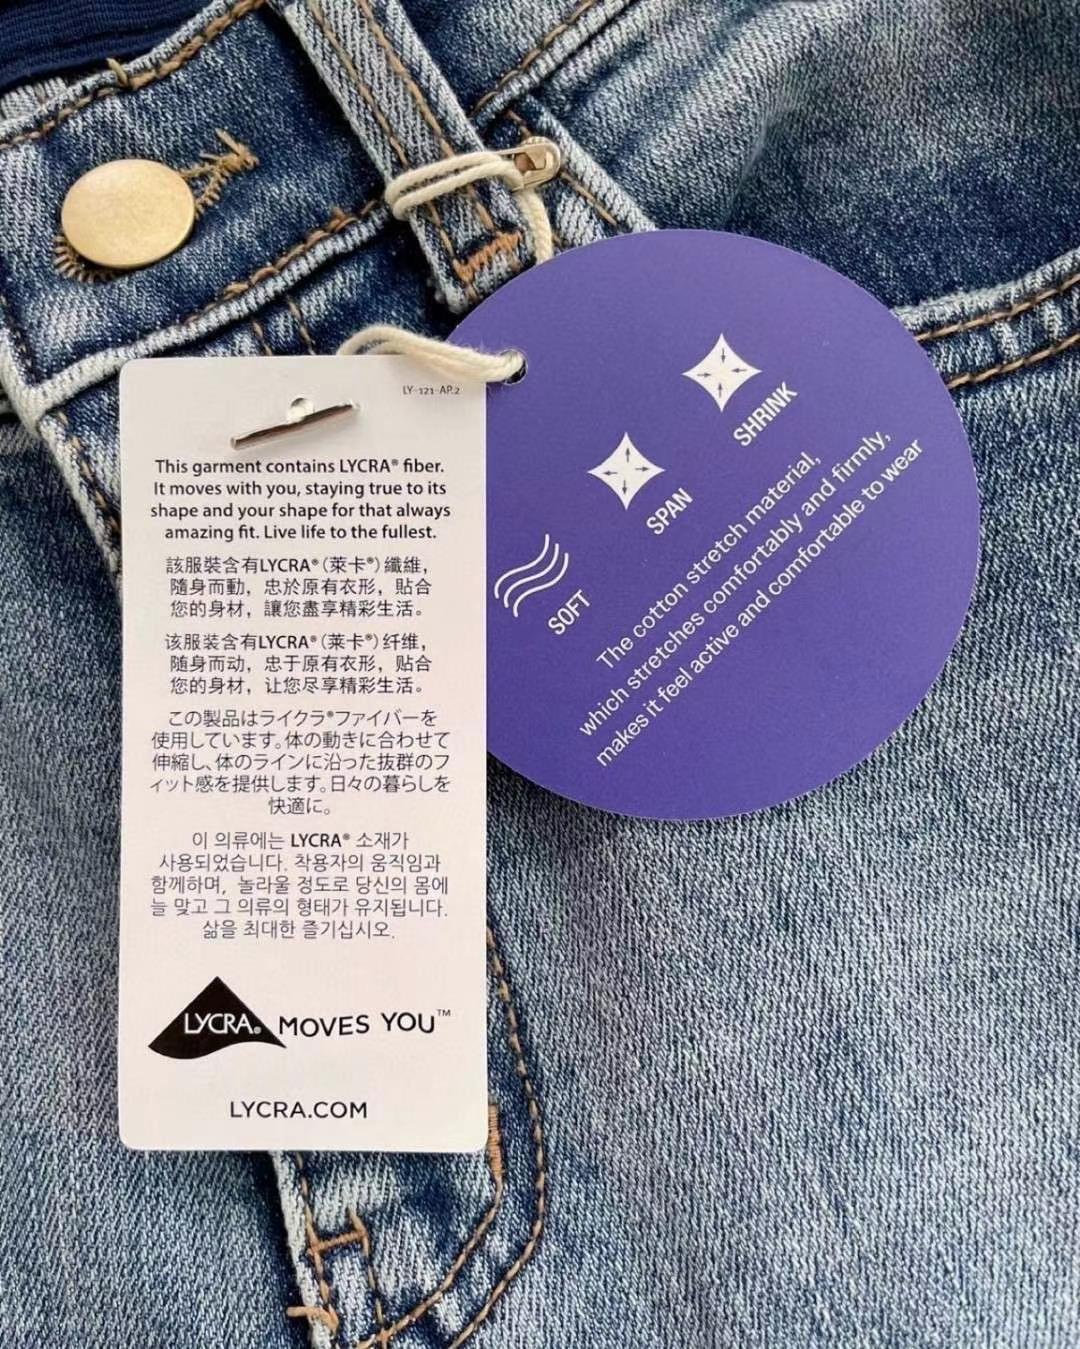 LY-121-AP.2
This garment contains LYCRA® fiber.
It moves with you, staying true to its
shape and your shape for that always
amazing fit. Live life to the fullest.
該服裝含有LYCRA®(萊卡®)纖維，
隨身而動，忠於原有衣形，貼合
您的身材，讓您盡享精彩生活。
该服装含有LYCRA®(莱卡®)纤维，
随身而动，忠于原有衣形，贴合
您的身材，让您尽享精彩生活。
この製品はライクラ®ファイバーを
使用しています。体の動きに合わせて
伸縮し、体のラインに沿った抜群のフ
ィット感を提供します。日々の暮らしを
快適に。
이 의류에는 LYCRA® 소재가
사용되었습니다. 착용자의 움직임과
함께하며, 놀라울 정도로 당신의 몸에
늘 맞고 그 의류의 형태가 유지됩니다.
삶을 최대한 즐기십시오.
LYCRA® MOVES YOU™
LYCRA.COM
SOFT
SPAN
SHRINK
The cotton stretch material,
which stretches comfortably and firmly,
makes it feel active and comfortable to wear